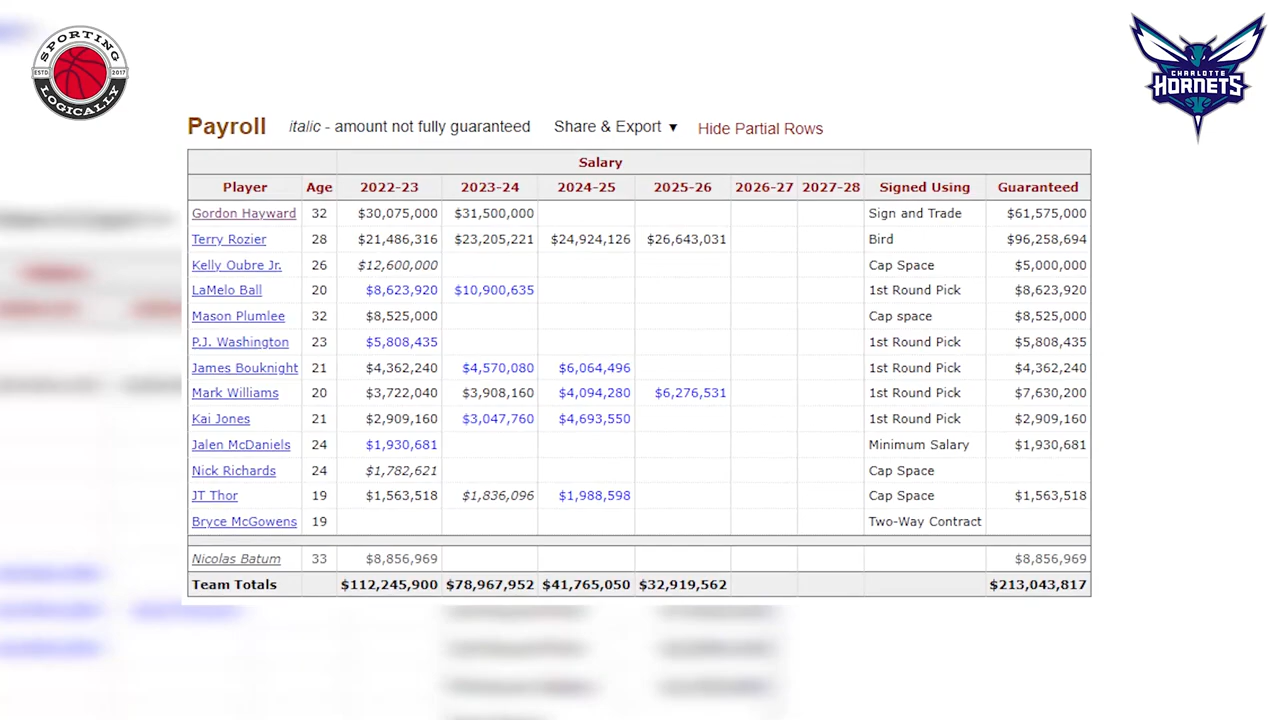 SPORTING
ESTD 2017
LOGICALLY
CHARLOTTE
HORNETS
Payroll italic - amount not fully guaranteed Share & Export ▼ Hide Partial Rows
Salary
Player Age 2022-23 2023-24 2024-25 2025-26 2026-27 2027-28 Signed Using Guaranteed
Gordon Hayward 32 $30,075,000 $31,500,000 Sign and Trade $61,575,000
Terry Rozier 28 $21,486,316 $23,205,221 $24,924,126 $26,643,031 Bird $96,258,694
Kelly Oubre Jr. 26 $12,600,000 Cap Space $5,000,000
LaMelo Ball 20 $8,623,920 $10,900,635 1st Round Pick $8,623,920
Mason Plumlee 32 $8,525,000 Cap space $8,525,000
P.J. Washington 23 $5,808,435 1st Round Pick $5,808,435
James Bouknight 21 $4,362,240 $4,570,080 $6,064,496 1st Round Pick $4,362,240
Mark Williams 20 $3,722,040 $3,908,160 $4,094,280 $6,276,531 1st Round Pick $7,630,200
Kai Jones 21 $2,909,160 $3,047,760 $4,693,550 1st Round Pick $2,909,160
Jalen McDaniels 24 $1,930,681 Minimum Salary $1,930,681
Nick Richards 24 $1,782,621 Cap Space
JT Thor 19 $1,563,518 $1,836,096 $1,988,598 Cap Space $1,563,518
Bryce McGowens 19 Two-Way Contract
Nicolas Batum 33 $8,856,969 $8,856,969
Team Totals $112,245,900 $78,967,952 $41,765,050 $32,919,562 $213,043,817